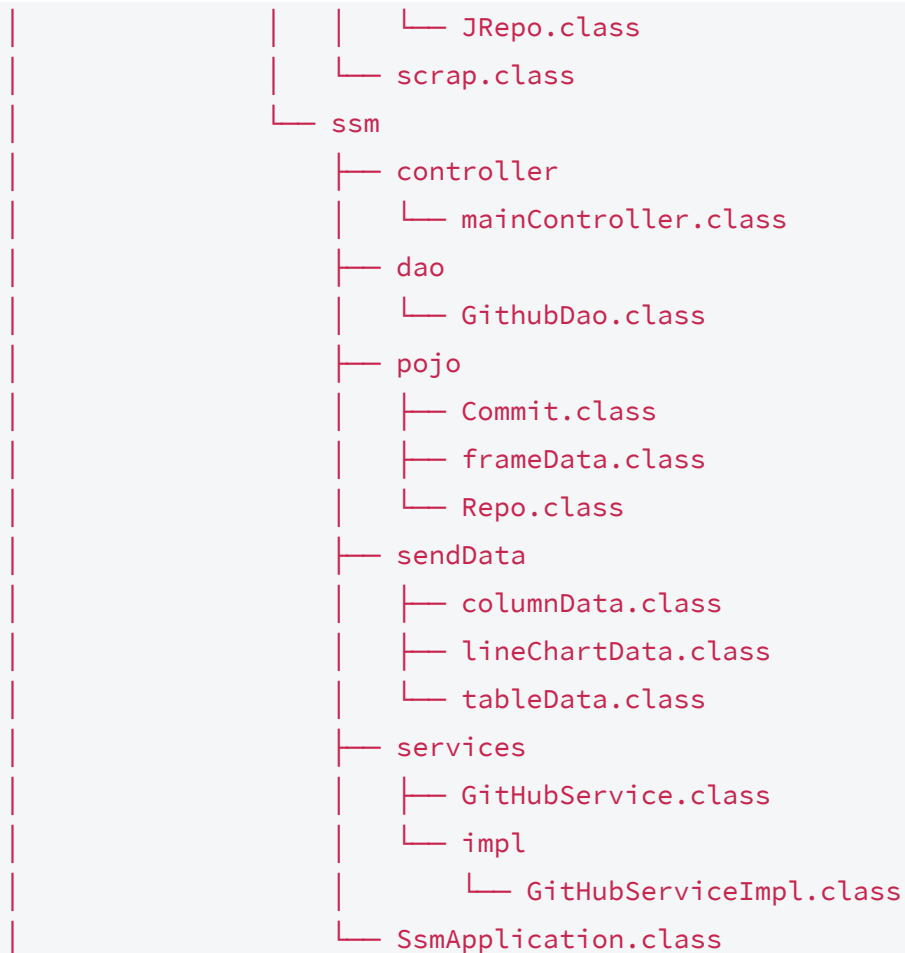 │                   │   │   └── JRepo.class
│                   │   └── scrap.class
│                   └── ssm
│                       ├── controller
│                       │   └── mainController.class
│                       ├── dao
│                       │   └── GithubDao.class
│                       ├── pojo
│                       │   ├── Commit.class
│                       │   ├── frameData.class
│                       │   └── Repo.class
│                       ├── sendData
│                       │   ├── columnData.class
│                       │   ├── lineChartData.class
│                       │   └── tableData.class
│                       ├── services
│                       │   ├── GitHubService.class
│                       │   └── impl
│                       │       └── GitHubServiceImpl.class
│                       └── SsmApplication.class